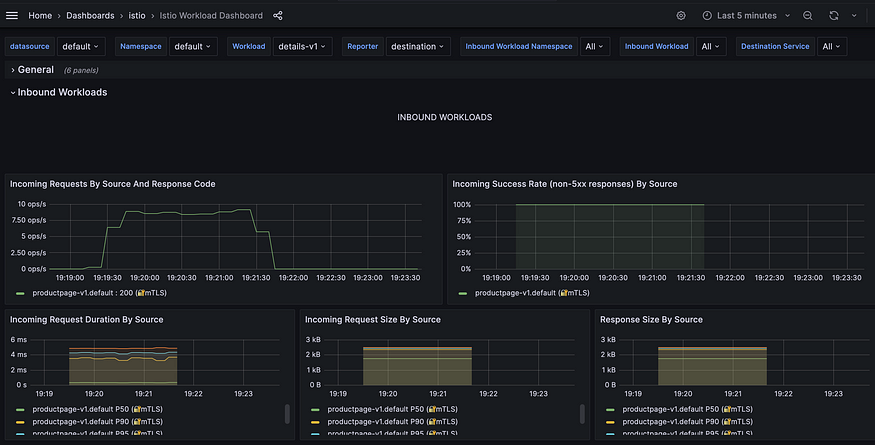 Home › Dashboards › istio › Istio Workload Dashboard Last 5 minutes
datasource default Namespace default Workload details-v1 Reporter destination Inbound Workload Namespace All Inbound Workload All Destination Service All
General (6 panels)
Inbound Workloads
INBOUND WORKLOADS
Incoming Requests By Source And Response Code
10 ops/s
7.50 ops/s
5 ops/s
2.50 ops/s
0 ops/s
19:19:00 19:19:30 19:20:00 19:20:30 19:21:00 19:21:30 19:22:00 19:22:30 19:23:00 19:23:30
productpage-v1.default : 200 (🔐mTLS)
Incoming Success Rate (non-5xx responses) By Source
100%
75%
50%
25%
0%
19:19:00 19:19:30 19:20:00 19:20:30 19:21:00 19:21:30 19:22:00 19:22:30 19:23:00 19:23:30
productpage-v1.default (🔐mTLS)
Incoming Request Duration By Source
6 ms
4 ms
2 ms
0 s
19:19 19:20 19:21 19:22 19:23
productpage-v1.default P50 (🔐mTLS)
productpage-v1.default P90 (🔐mTLS)
productpage-v1.default P95 (🔐mTLS)
Incoming Request Size By Source
3 kB
2 kB
1 kB
0 B
19:19 19:20 19:21 19:22 19:23
productpage-v1.default P50 (🔐mTLS)
productpage-v1.default P90 (🔐mTLS)
productpage-v1.default P95 (🔐mTLS)
Response Size By Source
3 kB
2 kB
1 kB
0 B
19:19 19:20 19:21 19:22 19:23
productpage-v1.default P50 (🔐mTLS)
productpage-v1.default P90 (🔐mTLS)
productpage-v1.default P95 (🔐mTLS)